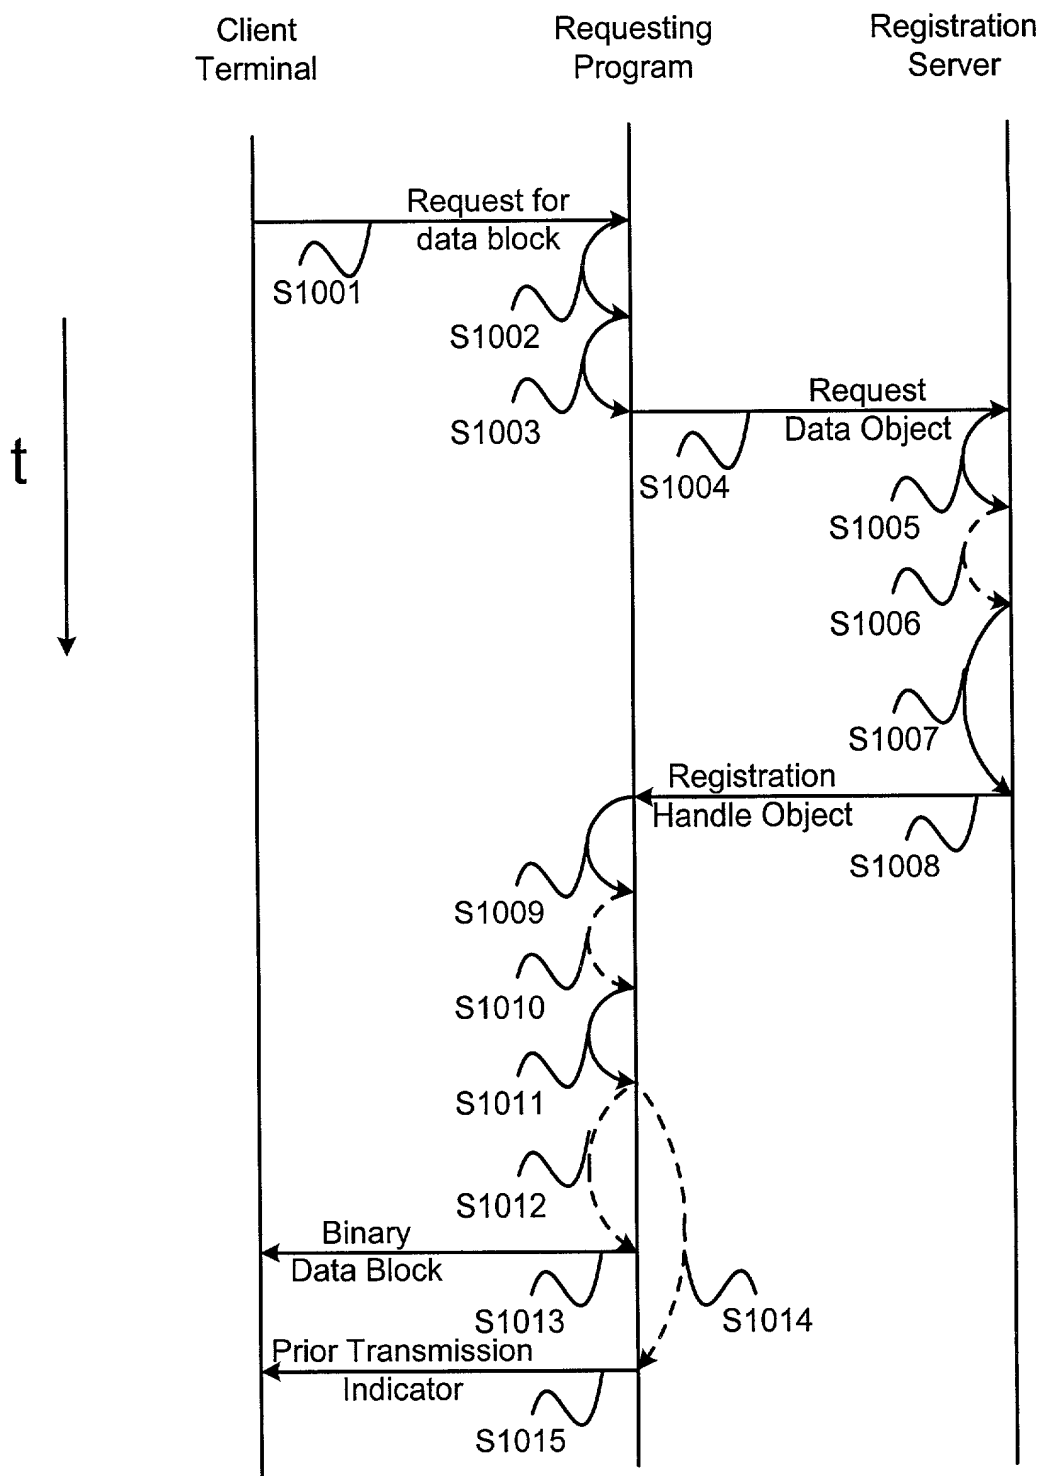 Client
Terminal
Requesting
Program
Registration
Server
Request for
data block
S1001
S1002
S1003
Request
Data Object
S1004
t
S1005
S1006
S1007
Registration
Handle Object
S1008
S1009
S1010
S1011
S1012
Binary
Data Block
S1013
S1014
Prior Transmission
Indicator
S1015